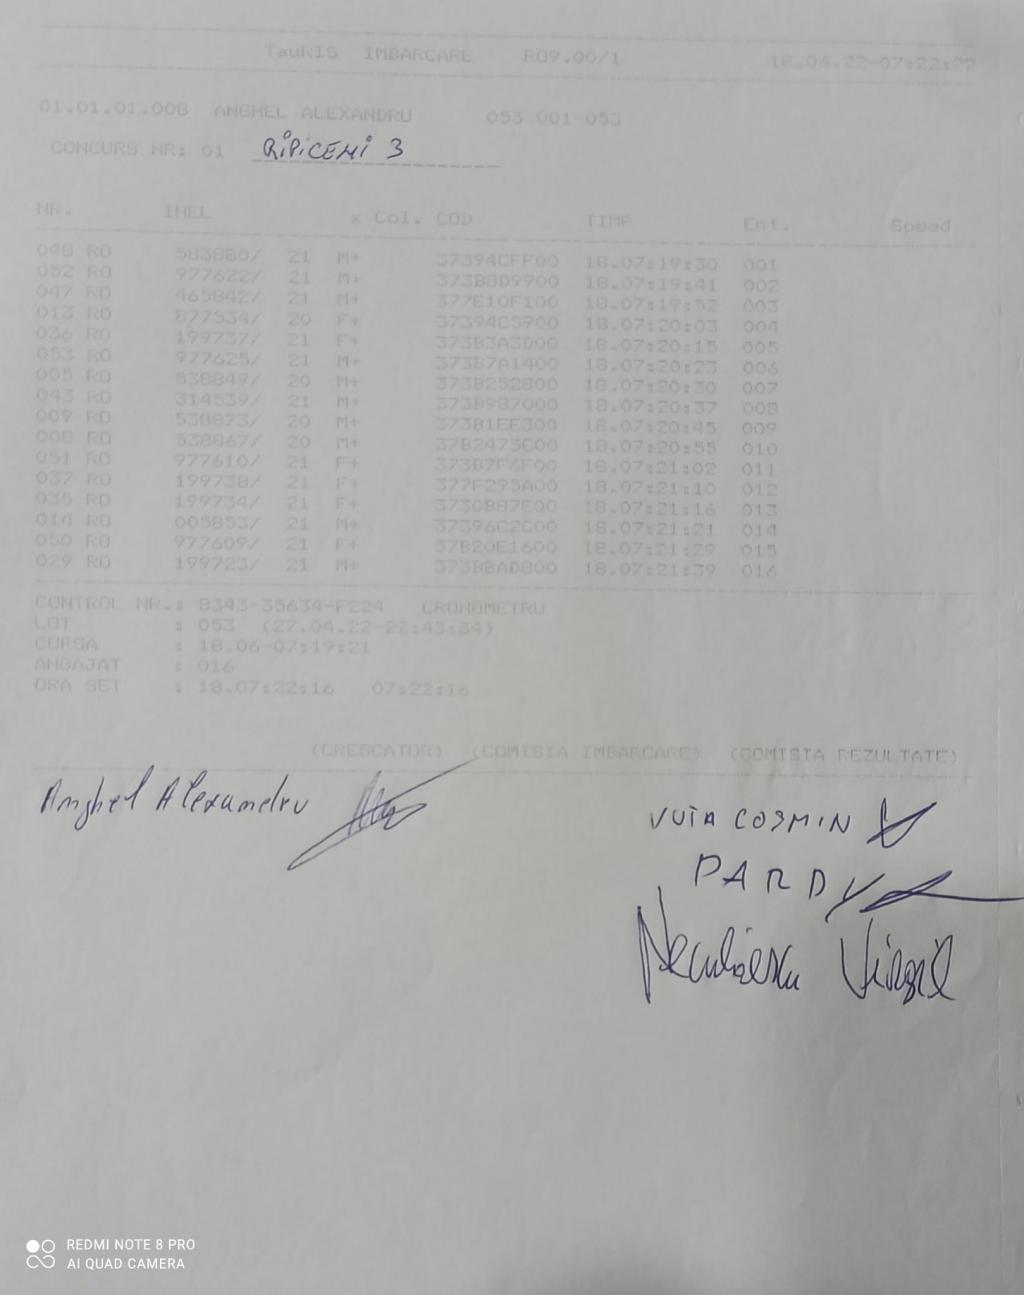 TauRIS IMBARCARE R09.00/1 18.04.22-07:22:22
01.01.01.008 ANGHEL ALEXANDRU 053 001-053
CONCURS NR: 01 RIPICENI 3
NR. INEL x Col. COD TIMP Ent. Speed
048 RO 583880/ 21 M+ 37394CFF00 18.07:19:30 001
052 RO 977622/ 21 M+ 373B8D9900 18.07:19:41 002
047 RO 465842/ 21 M+ 377E10F100 18.07:19:52 003
013 RO 877534/ 20 F+ 37394C5900 18.07:20:03 004
036 RO 199737/ 21 F+ 373B3A3D00 18.07:20:15 005
053 RO 977625/ 21 M+ 373B7A1400 18.07:20:23 006
005 RO 538849/ 20 M+ 373B252800 18.07:20:30 007
043 RO 314539/ 21 M+ 373B987000 18.07:20:37 008
009 RO 538873/ 20 M+ 373B1EE300 18.07:20:45 009
008 RO 538867/ 20 M+ 37B2473C00 18.07:20:55 010
051 RO 977610/ 21 F+ 373B7F6F00 18.07:21:02 011
037 RO 199738/ 21 F+ 377F295A00 18.07:21:10 012
035 RO 199734/ 21 F+ 3730B87E00 18.07:21:16 013
014 RO 005853/ 21 M+ 37396C2C00 18.07:21:21 014
050 RO 977609/ 21 F+ 37B20E1600 18.07:21:29 015
029 RO 199723/ 21 M+ 373B8AD800 18.07:21:39 016
CONTROL NR.: 8343-35634-F224 CRONOMETRU
LOT : 053 (27.04.22-22:43:34)
CURSA : 18.06-07:19:21
ANGAJAT : 016
ORA SET : 18.07:22:16 07:22:16
(CRESCATOR) (COMISIA IMBARCARE) (COMISIA REZULTATE)
Anghel Alexandru
VUIA COSMIN
PARDY
Neculaescu Virgil
REDMI NOTE 8 PRO
AI QUAD CAMERA